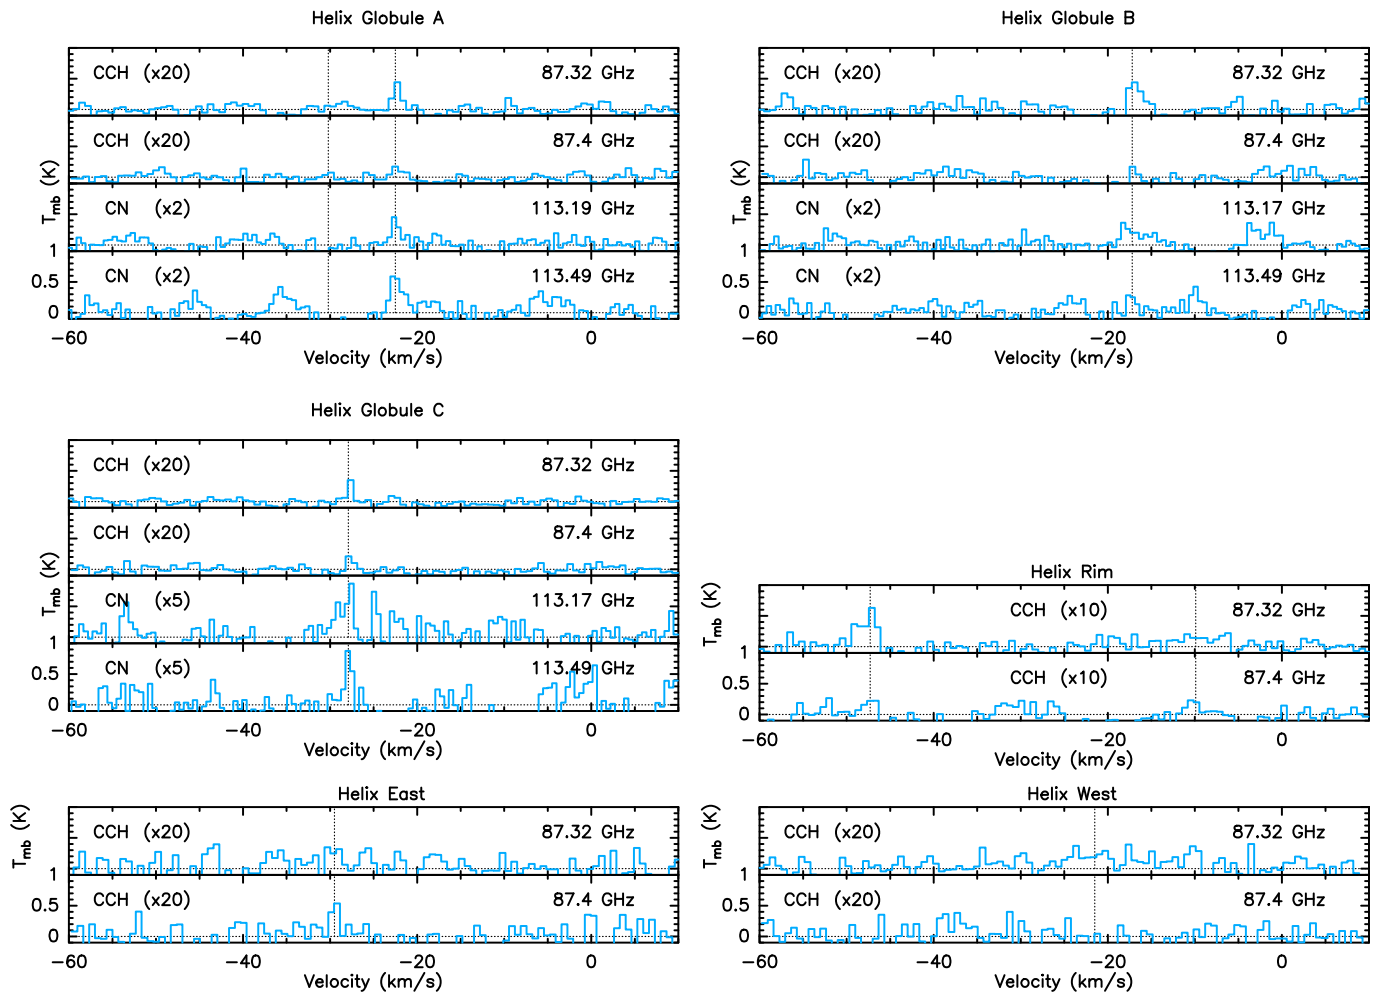 Helix Globule A
CCH (x20) 87.32 GHz
CCH (x20) 87.4 GHz
CN (x2) 113.19 GHz
CN (x2) 113.49 GHz
Tmb (K)
1
0.5
0
−60 −40 −20 0
Velocity (km/s)
Helix Globule B
CCH (x20) 87.32 GHz
CCH (x20) 87.4 GHz
CN (x2) 113.17 GHz
CN (x2) 113.49 GHz
Tmb (K)
1
0.5
0
−60 −40 −20 0
Velocity (km/s)
Helix Globule C
CCH (x20) 87.32 GHz
CCH (x20) 87.4 GHz
CN (x5) 113.17 GHz
CN (x5) 113.49 GHz
Tmb (K)
1
0.5
0
−60 −40 −20 0
Velocity (km/s)
Helix Rim
CCH (x10) 87.32 GHz
CCH (x10) 87.4 GHz
Tmb (K)
1
0.5
0
−60 −40 −20 0
Velocity (km/s)
Helix East
CCH (x20) 87.32 GHz
CCH (x20) 87.4 GHz
Tmb (K)
1
0.5
0
−60 −40 −20 0
Velocity (km/s)
Helix West
CCH (x20) 87.32 GHz
CCH (x20) 87.4 GHz
Tmb (K)
1
0.5
0
−60 −40 −20 0
Velocity (km/s)